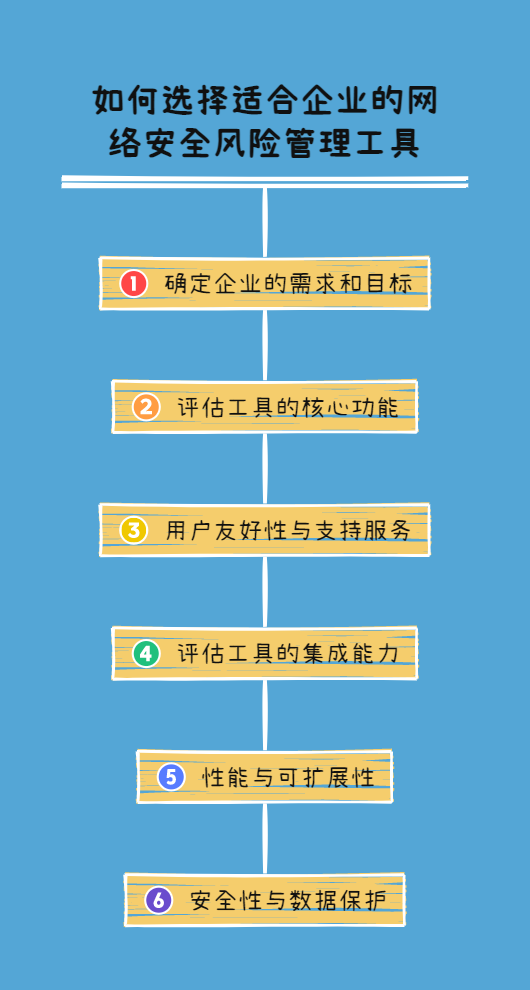 如何选择适合企业的网
络安全风险管理工具
1 确定企业的需求和目标
2 评估工具的核心功能
3 用户友好性与支持服务
4 评估工具的集成能力
5 性能与可扩展性
6 安全性与数据保护